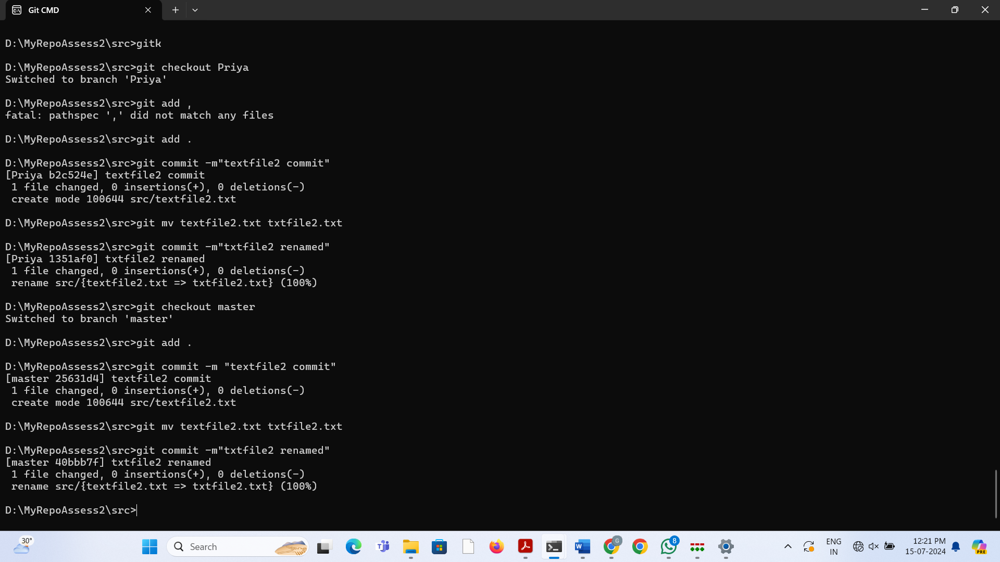 Git CMD
D:\MyRepoAssess2\src>gitk
D:\MyRepoAssess2\src>git checkout Priya
Switched to branch 'Priya'
D:\MyRepoAssess2\src>git add ,
fatal: pathspec ',' did not match any files
D:\MyRepoAssess2\src>git add .
D:\MyRepoAssess2\src>git commit -m"textfile2 commit"
[Priya b2c524e] textfile2 commit
 1 file changed, 0 insertions(+), 0 deletions(-)
 create mode 100644 src/textfile2.txt
D:\MyRepoAssess2\src>git mv textfile2.txt txtfile2.txt
D:\MyRepoAssess2\src>git commit -m"txtfile2 renamed"
[Priya 1351af0] txtfile2 renamed
 1 file changed, 0 insertions(+), 0 deletions(-)
 rename src/{textfile2.txt => txtfile2.txt} (100%)
D:\MyRepoAssess2\src>git checkout master
Switched to branch 'master'
D:\MyRepoAssess2\src>git add .
D:\MyRepoAssess2\src>git commit -m "textfile2 commit"
[master 25631d4] textfile2 commit
 1 file changed, 0 insertions(+), 0 deletions(-)
 create mode 100644 src/textfile2.txt
D:\MyRepoAssess2\src>git mv textfile2.txt txtfile2.txt
D:\MyRepoAssess2\src>git commit -m"txtfile2 renamed"
[master 40bbb7f] txtfile2 renamed
 1 file changed, 0 insertions(+), 0 deletions(-)
 rename src/{textfile2.txt => txtfile2.txt} (100%)
D:\MyRepoAssess2\src>
30°
Search
G
8
ENG
IN
12:21 PM
15-07-2024
PRE